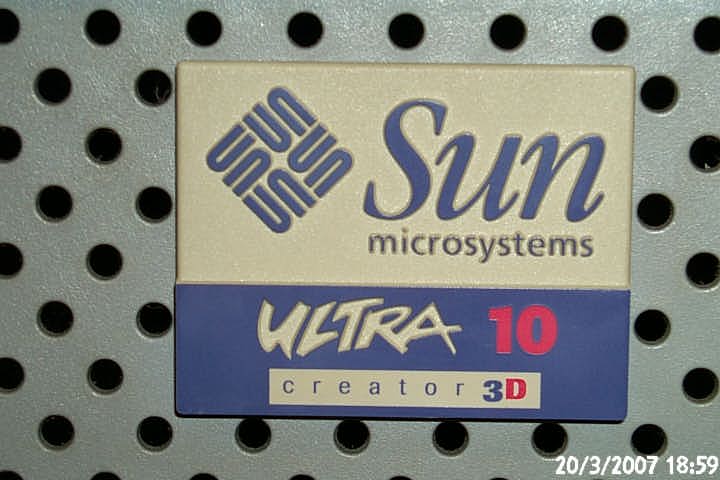 Sun
microsystems
ULTRA 10
creator 3D
20/3/2007 18:59